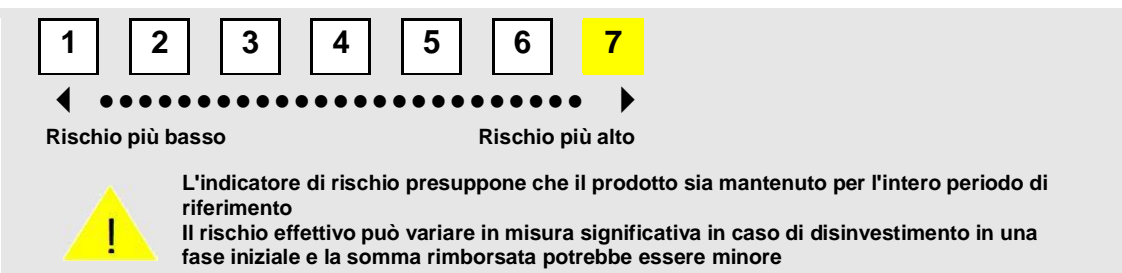 1 2 3 4 5 6 7
Rischio più basso Rischio più alto
L'indicatore di rischio presuppone che il prodotto sia mantenuto per l'intero periodo di
riferimento
Il rischio effettivo può variare in misura significativa in caso di disinvestimento in una
fase iniziale e la somma rimborsata potrebbe essere minore
!